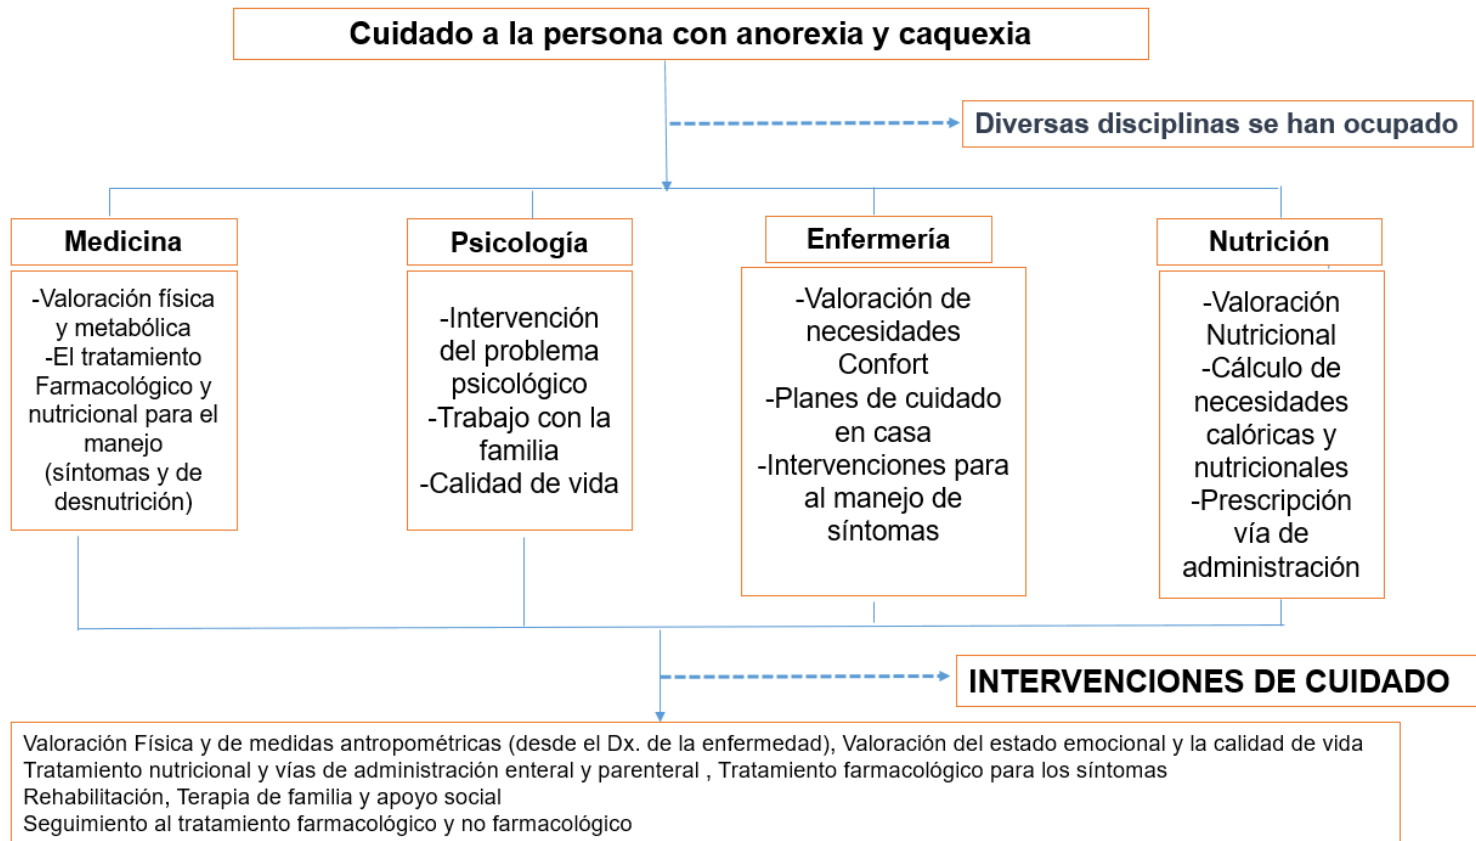 Cuidado a la persona con anorexia y caquexia
Diversas disciplinas se han ocupado
Medicina
-Valoración física
y metabólica
-El tratamiento
Farmacológico y
nutricional para el
manejo
(síntomas y de
desnutrición)
Psicología
-Intervención
del problema
psicológico
-Trabajo con la
familia
-Calidad de vida
Enfermería
-Valoración de
necesidades
Confort
-Planes de cuidado
en casa
-Intervenciones para
al manejo de
síntomas
Nutrición
-Valoración
Nutricional
-Cálculo de
necesidades
calóricas y
nutricionales
-Prescripción
vía de
administración
INTERVENCIONES DE CUIDADO
Valoración Física y de medidas antropométricas (desde el Dx. de la enfermedad), Valoración del estado emocional y la calidad de vida
Tratamiento nutricional y vías de administración enteral y parenteral , Tratamiento farmacológico para los síntomas
Rehabilitación, Terapia de familia y apoyo social
Seguimiento al tratamiento farmacológico y no farmacológico